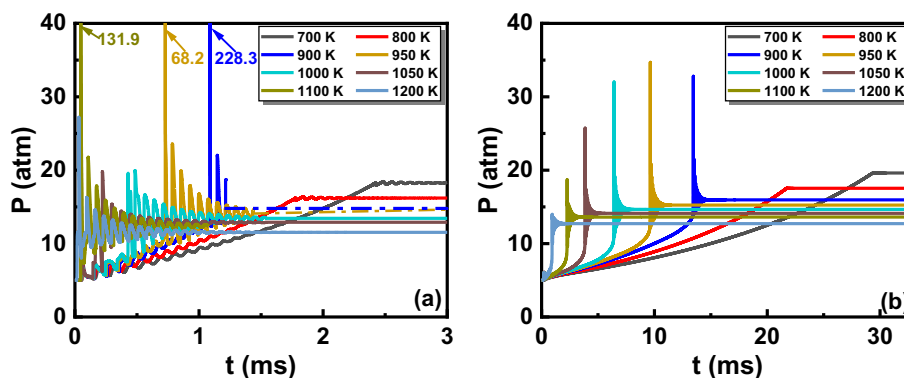 40
30
20
10
0
P (atm)
131.9
68.2
228.3
700 K
800 K
900 K
950 K
1000 K
1050 K
1100 K
1200 K
(a)
0
1
2
3
t (ms)
40
30
20
10
0
P (atm)
700 K
800 K
900 K
950 K
1000 K
1050 K
1100 K
1200 K
(b)
0
10
20
30
t (ms)